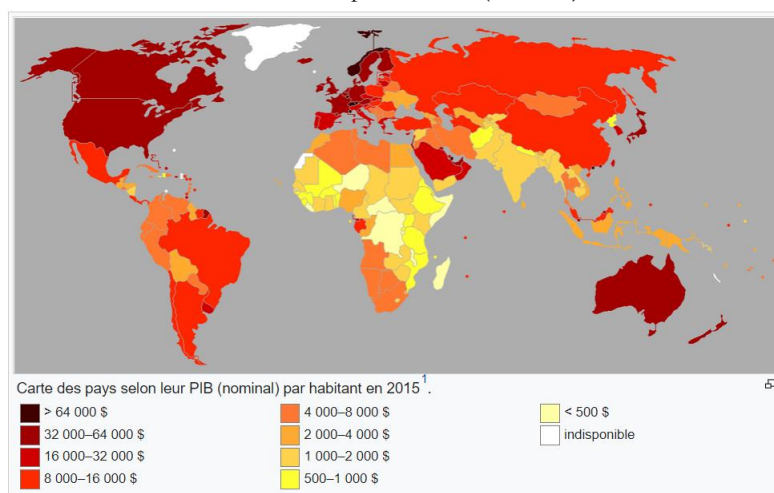 Carte des pays selon leur PIB (nominal) par habitant en 2015 1.
> 64 000 $
32 000–64 000 $
16 000–32 000 $
8 000–16 000 $
4 000–8 000 $
2 000–4 000 $
1 000–2 000 $
500–1 000 $
< 500 $
indisponible